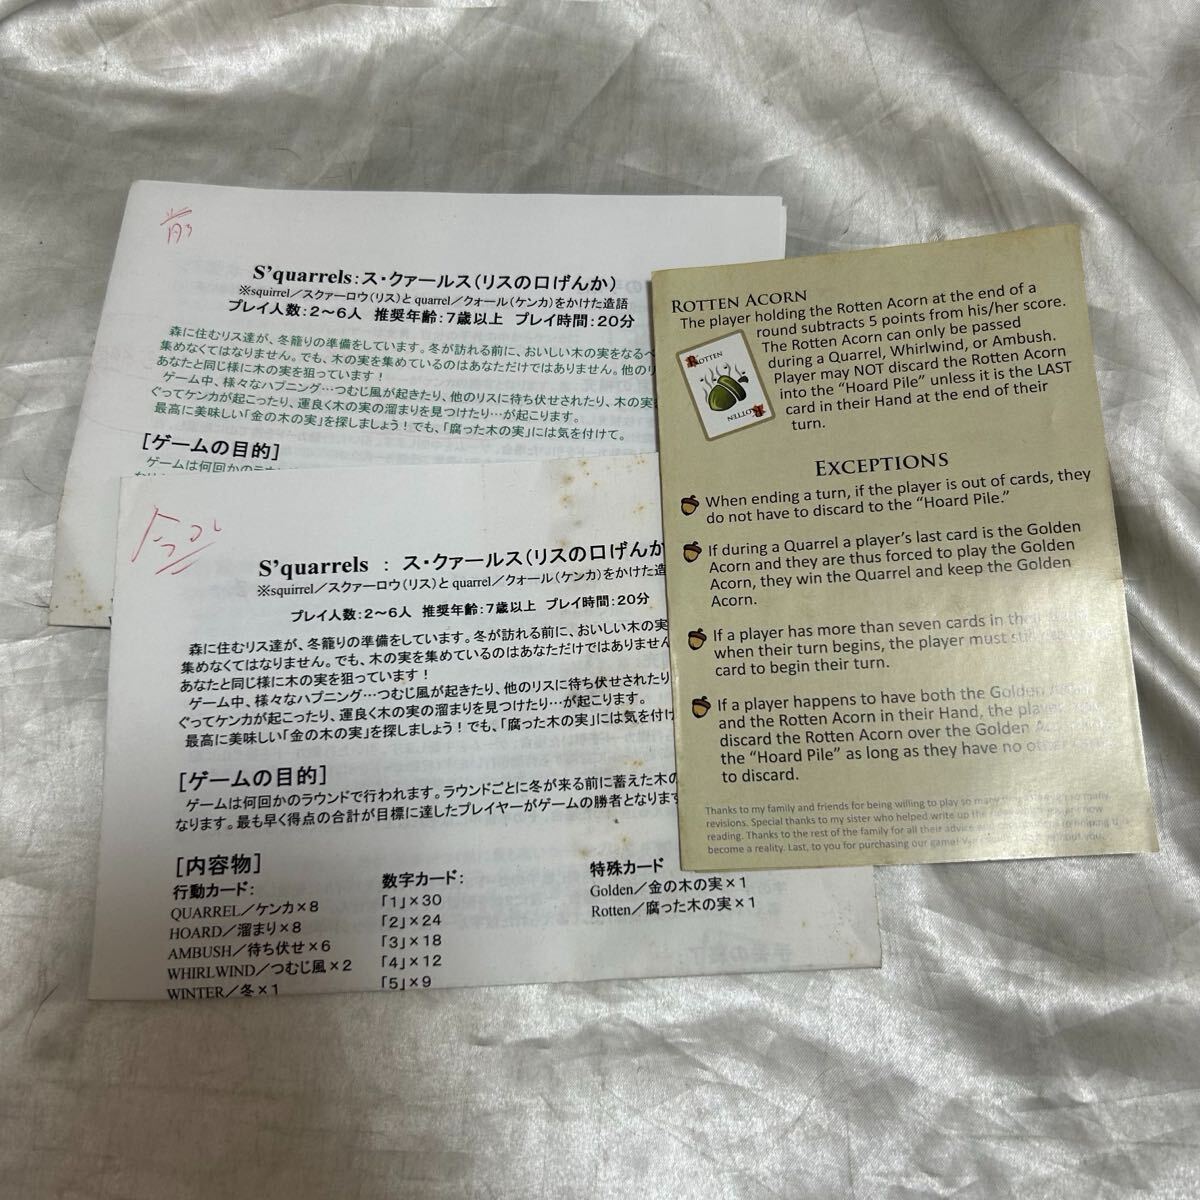 前
S'quarrels:ス・クァールス(リスの口げんか)
※squirrel/スクァーロウ(リス)とquarrel/クォール(ケンカ)をかけた造語
プレイ人数:2~6人 推奨年齢:7歳以上 プレイ時間:20分
森に住むリス達が、冬籠りの準備をしています。冬が訪れる前に、おいしい木の実をなるべ
集めなくてはなりません。でも、木の実を集めているのはあなただけではありません。他のリ
あなたと同じ様に木の実を狙っています!
ゲーム中、様々なハプニング…つむじ風が起きたり、他のリスに待ち伏せされたり、木の実
ぐってケンカが起こったり、運良く木の実の溜まりを見つけたり…が起こります。
最高に美味しい「金の木の実」を探しましょう!でも、「腐った木の実」には気を付けて。
[ゲームの目的]
S'quarrels : ス・クァールス(リスの口げんか
※squirrel/スクァーロウ(リス)とquarrel/クォール(ケンカ)をかけた造
プレイ人数:2~6人 推奨年齢:7歳以上 プレイ時間:20分
森に住むリス達が、冬籠りの準備をしています。冬が訪れる前に、おいしい木の実
集めなくてはなりません。でも、木の実を集めているのはあなただけではありません
あなたと同じ様に木の実を狙っています!
ゲーム中、様々なハプニング…つむじ風が起きたり、他のリスに待ち伏せされたり
ぐってケンカが起こったり、運良く木の実の溜まりを見つけたり…が起こります。
最高に美味しい「金の木の実」を探しましょう!でも、「腐った木の実」には気を付け
[ゲームの目的]
ゲームは何回かのラウンドで行われます。ラウンドごとに冬が来る前に蓄えた木の
なります。最も早く得点の合計が目標に達したプレイヤーがゲームの勝者となります
[内容物]
行動カード:
QUARREL/ケンカ×8
HOARD/溜まり×8
AMBUSH/待ち伏せ×6
WHIRLWIND/つむじ風×2
WINTER/冬×1
数字カード:
「1」×30
「2」×24
「3」×18
「4」×12
「5」×9
特殊カード
Golden/金の木の実×1
Rotten/腐った木の実×1
ROTTEN ACORN
The player holding the Rotten Acorn at the end of a
round subtracts 5 points from his/her score.
The Rotten Acorn can only be passed
during a Quarrel, Whirlwind, or Ambush.
Player may NOT discard the Rotten Acorn
into the "Hoard Pile" unless it is the LAST
card in their Hand at the end of their
turn.
ROTTEN
ROTTEN
EXCEPTIONS
When ending a turn, if the player is out of cards, they
do not have to discard to the "Hoard Pile."
If during a Quarrel a player's last card is the Golden
Acorn and they are thus forced to play the Golden
Acorn, they win the Quarrel and keep the Golden
Acorn.
If a player has more than seven cards in their
when their turn begins, the player must still
card to begin their turn.
If a player happens to have both the Golden
and the Rotten Acorn in their Hand, the player
discard the Rotten Acorn over the Golden
the "Hoard Pile" as long as they have no other
to discard.
Thanks to my family and friends for being willing to play so many
revisions. Special thanks to my sister who helped write up the
reading. Thanks to the rest of the family for all their advice
become a reality. Last, to you for purchasing our game!